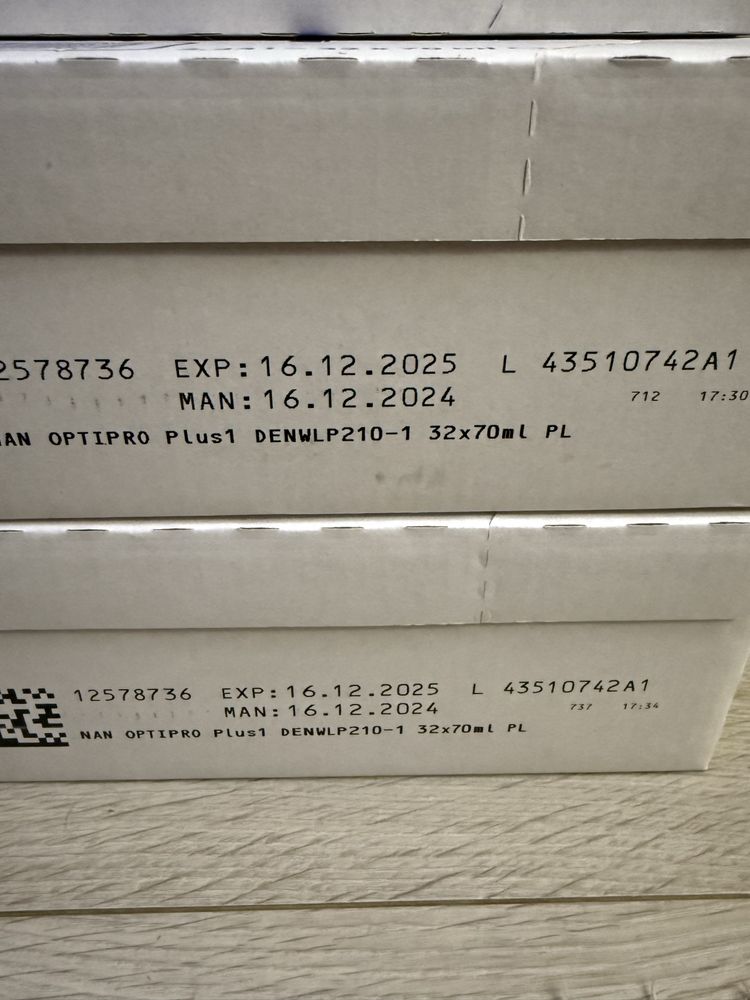 2578736 EXP:16.12.2025 L 43510742A1
MAN:16.12.2024 712 17:30
NAN OPTIPRO Plus1 DENWLP210-1 32x70ml PL
12578736 EXP:16.12.2025 L 43510742A1
MAN:16.12.2024 737 17:34
NAN OPTIPRO Plus1 DENWLP210-1 32x70ml PL